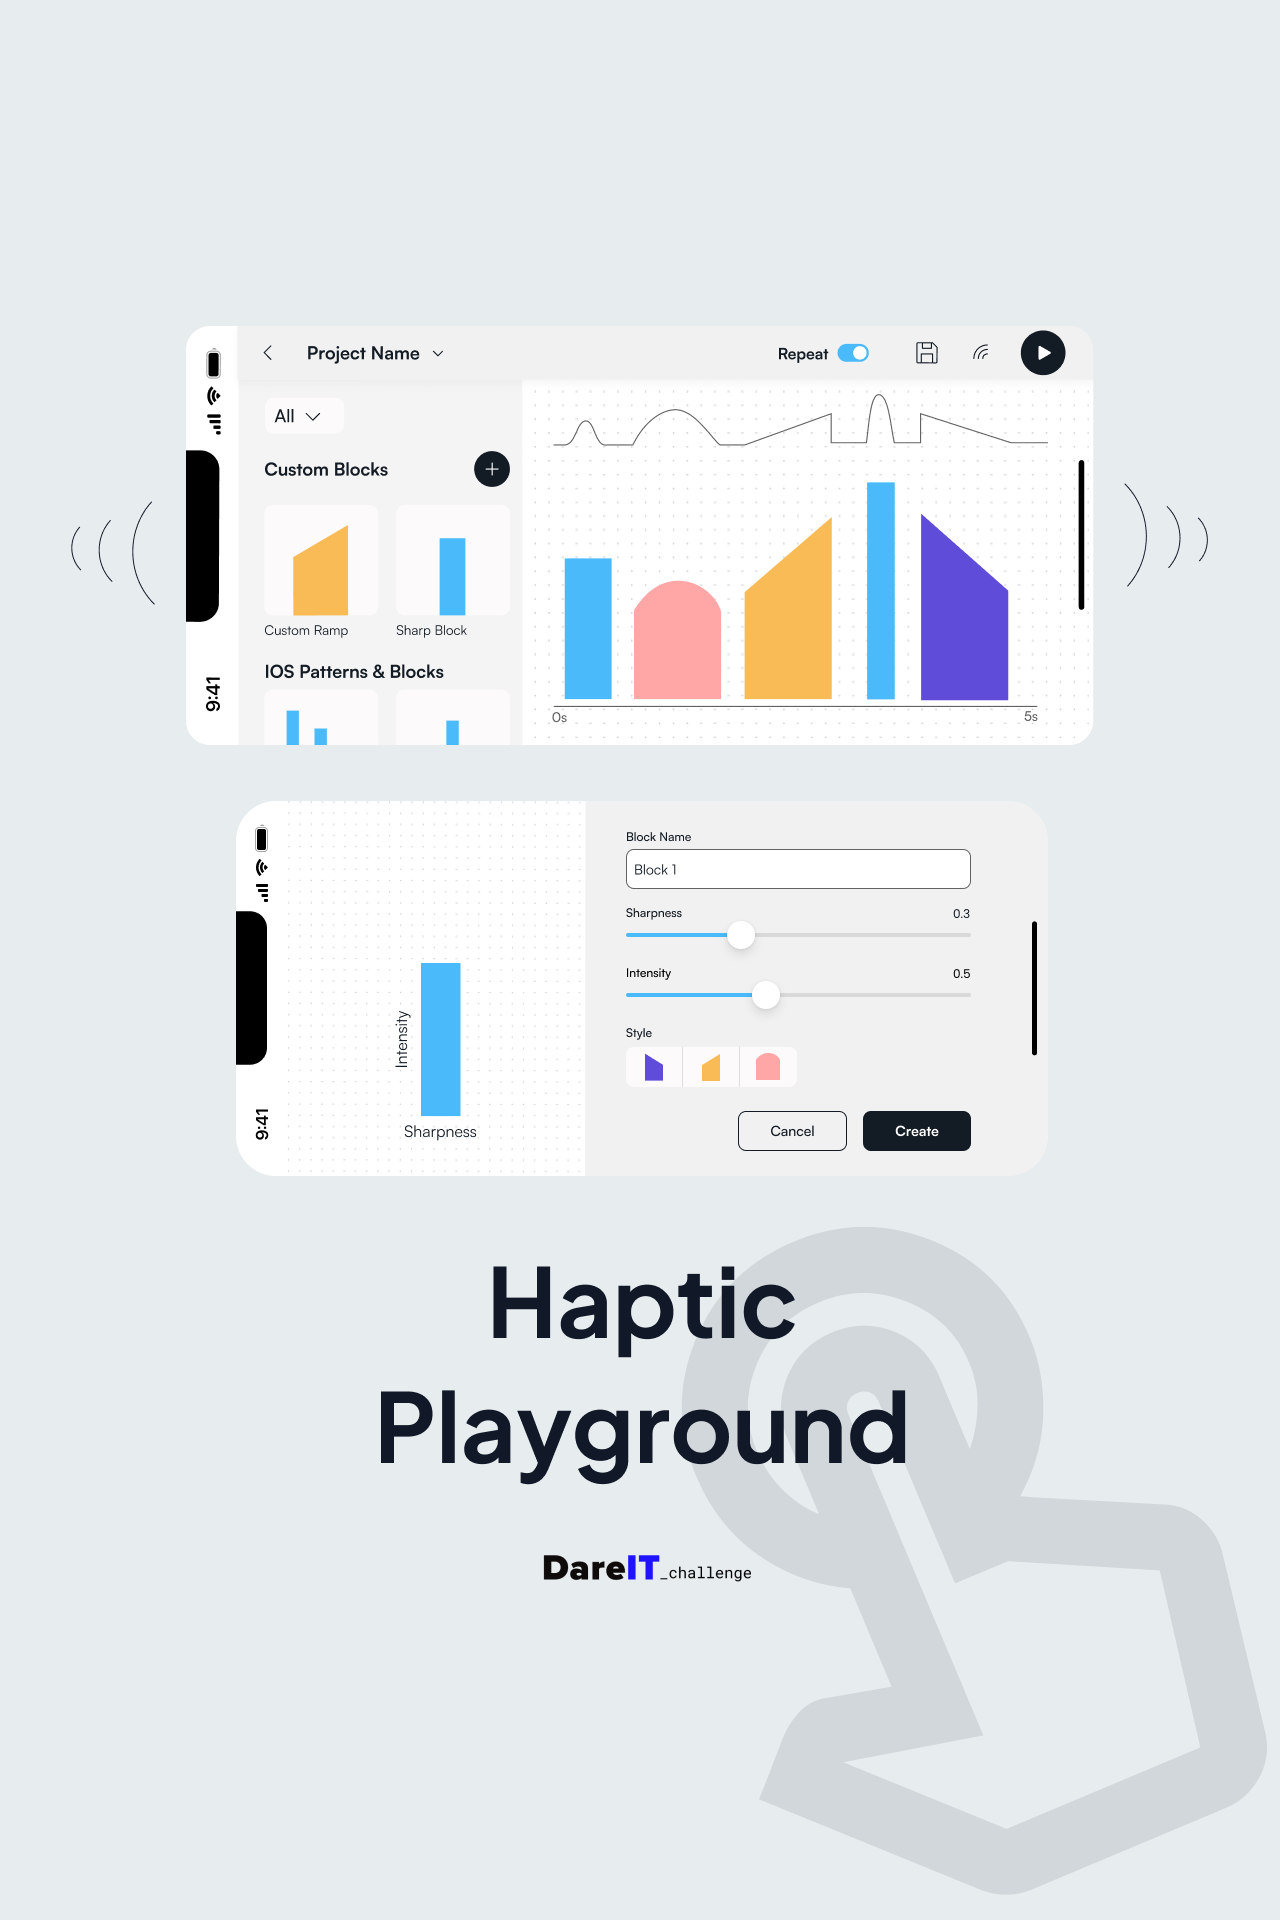 Project Name
Repeat
All
Custom Blocks
Custom Ramp
Sharp Block
IOS Patterns & Blocks
9:41
0s
5s
Block Name
Block 1
Sharpness
0.3
Intensity
0.5
Style
Cancel
Create
Intensity
Sharpness
9:41
Haptic
Playground
DareIT_challenge